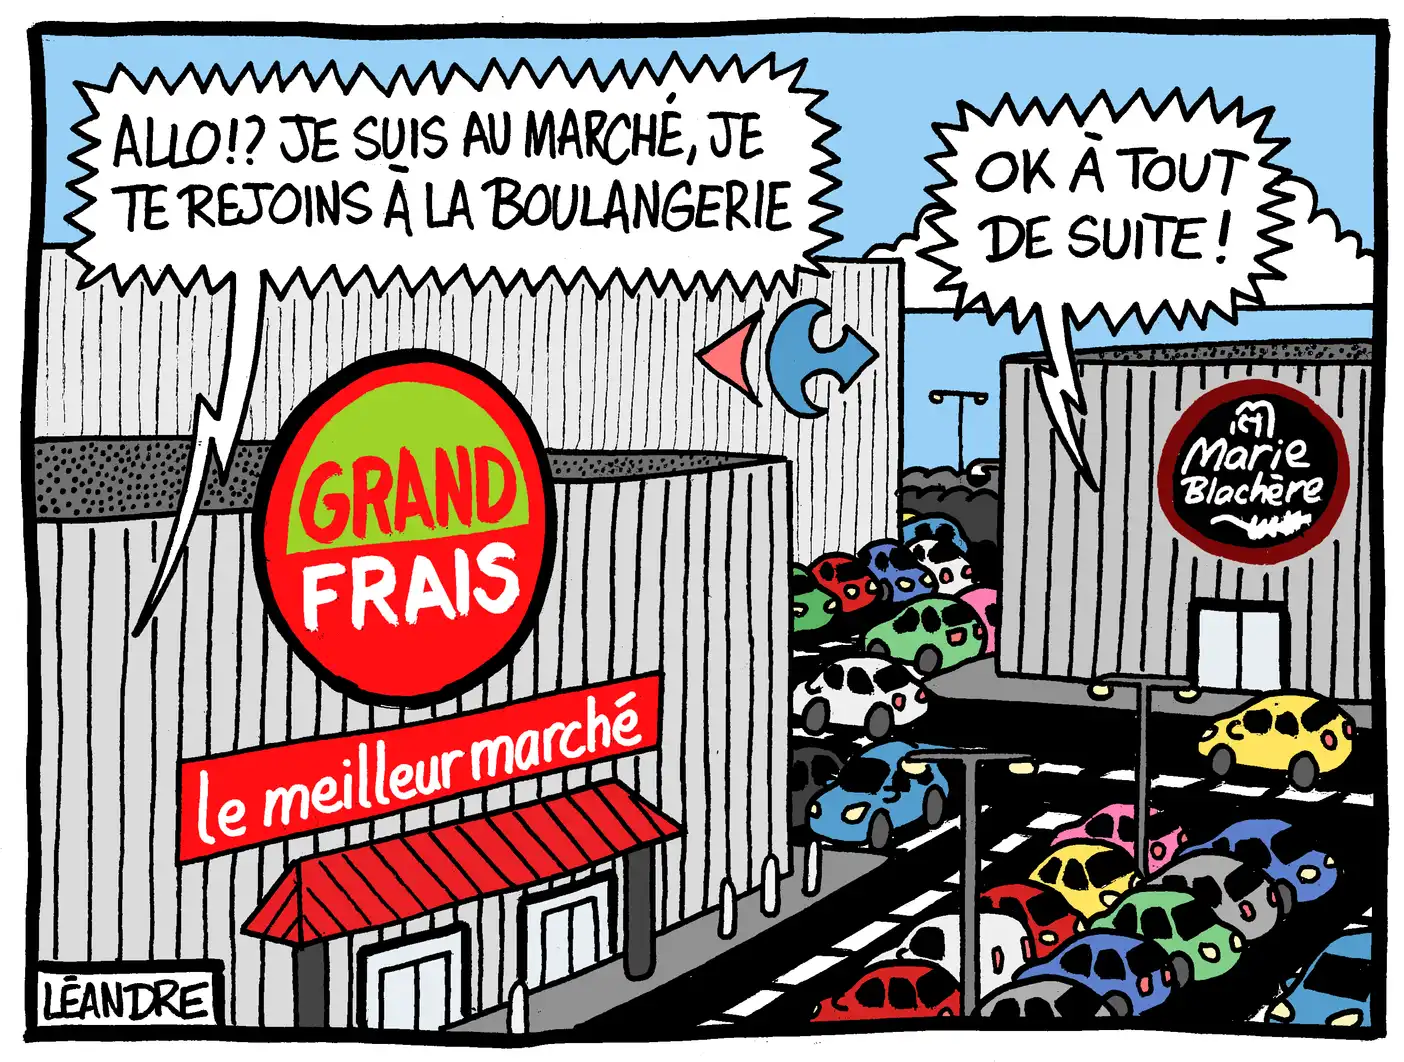 ALLO!? JE SUIS AU MARCHÉ, JE
TE REJOINS À LA BOULANGERIE
OK À TOUT
DE SUITE !
GRAND
FRAIS
le meilleur marché
Marie
Blachère
LÉANDRE